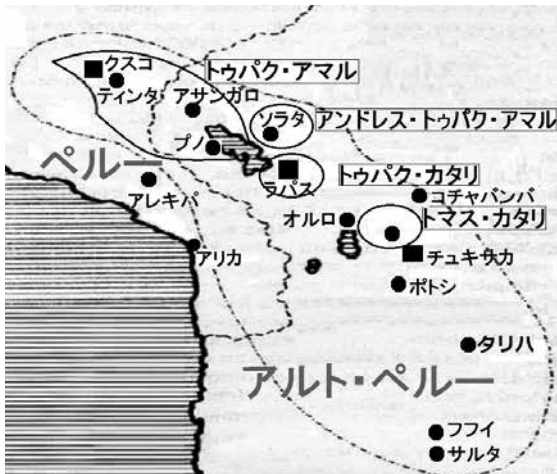 クスコ
トゥパク・アマル
ティンタ
アサンガロ
ソラタ
アンドレス・トゥパク・アマル
プノ
ペルー
ラパス
トゥパク・カタリ
アレキパ
コチャバンバ
オルロ
トマス・カタリ
アリカ
チュキサカ
ポトシ
タリハ
アルト・ペルー
フフイ
サルタ